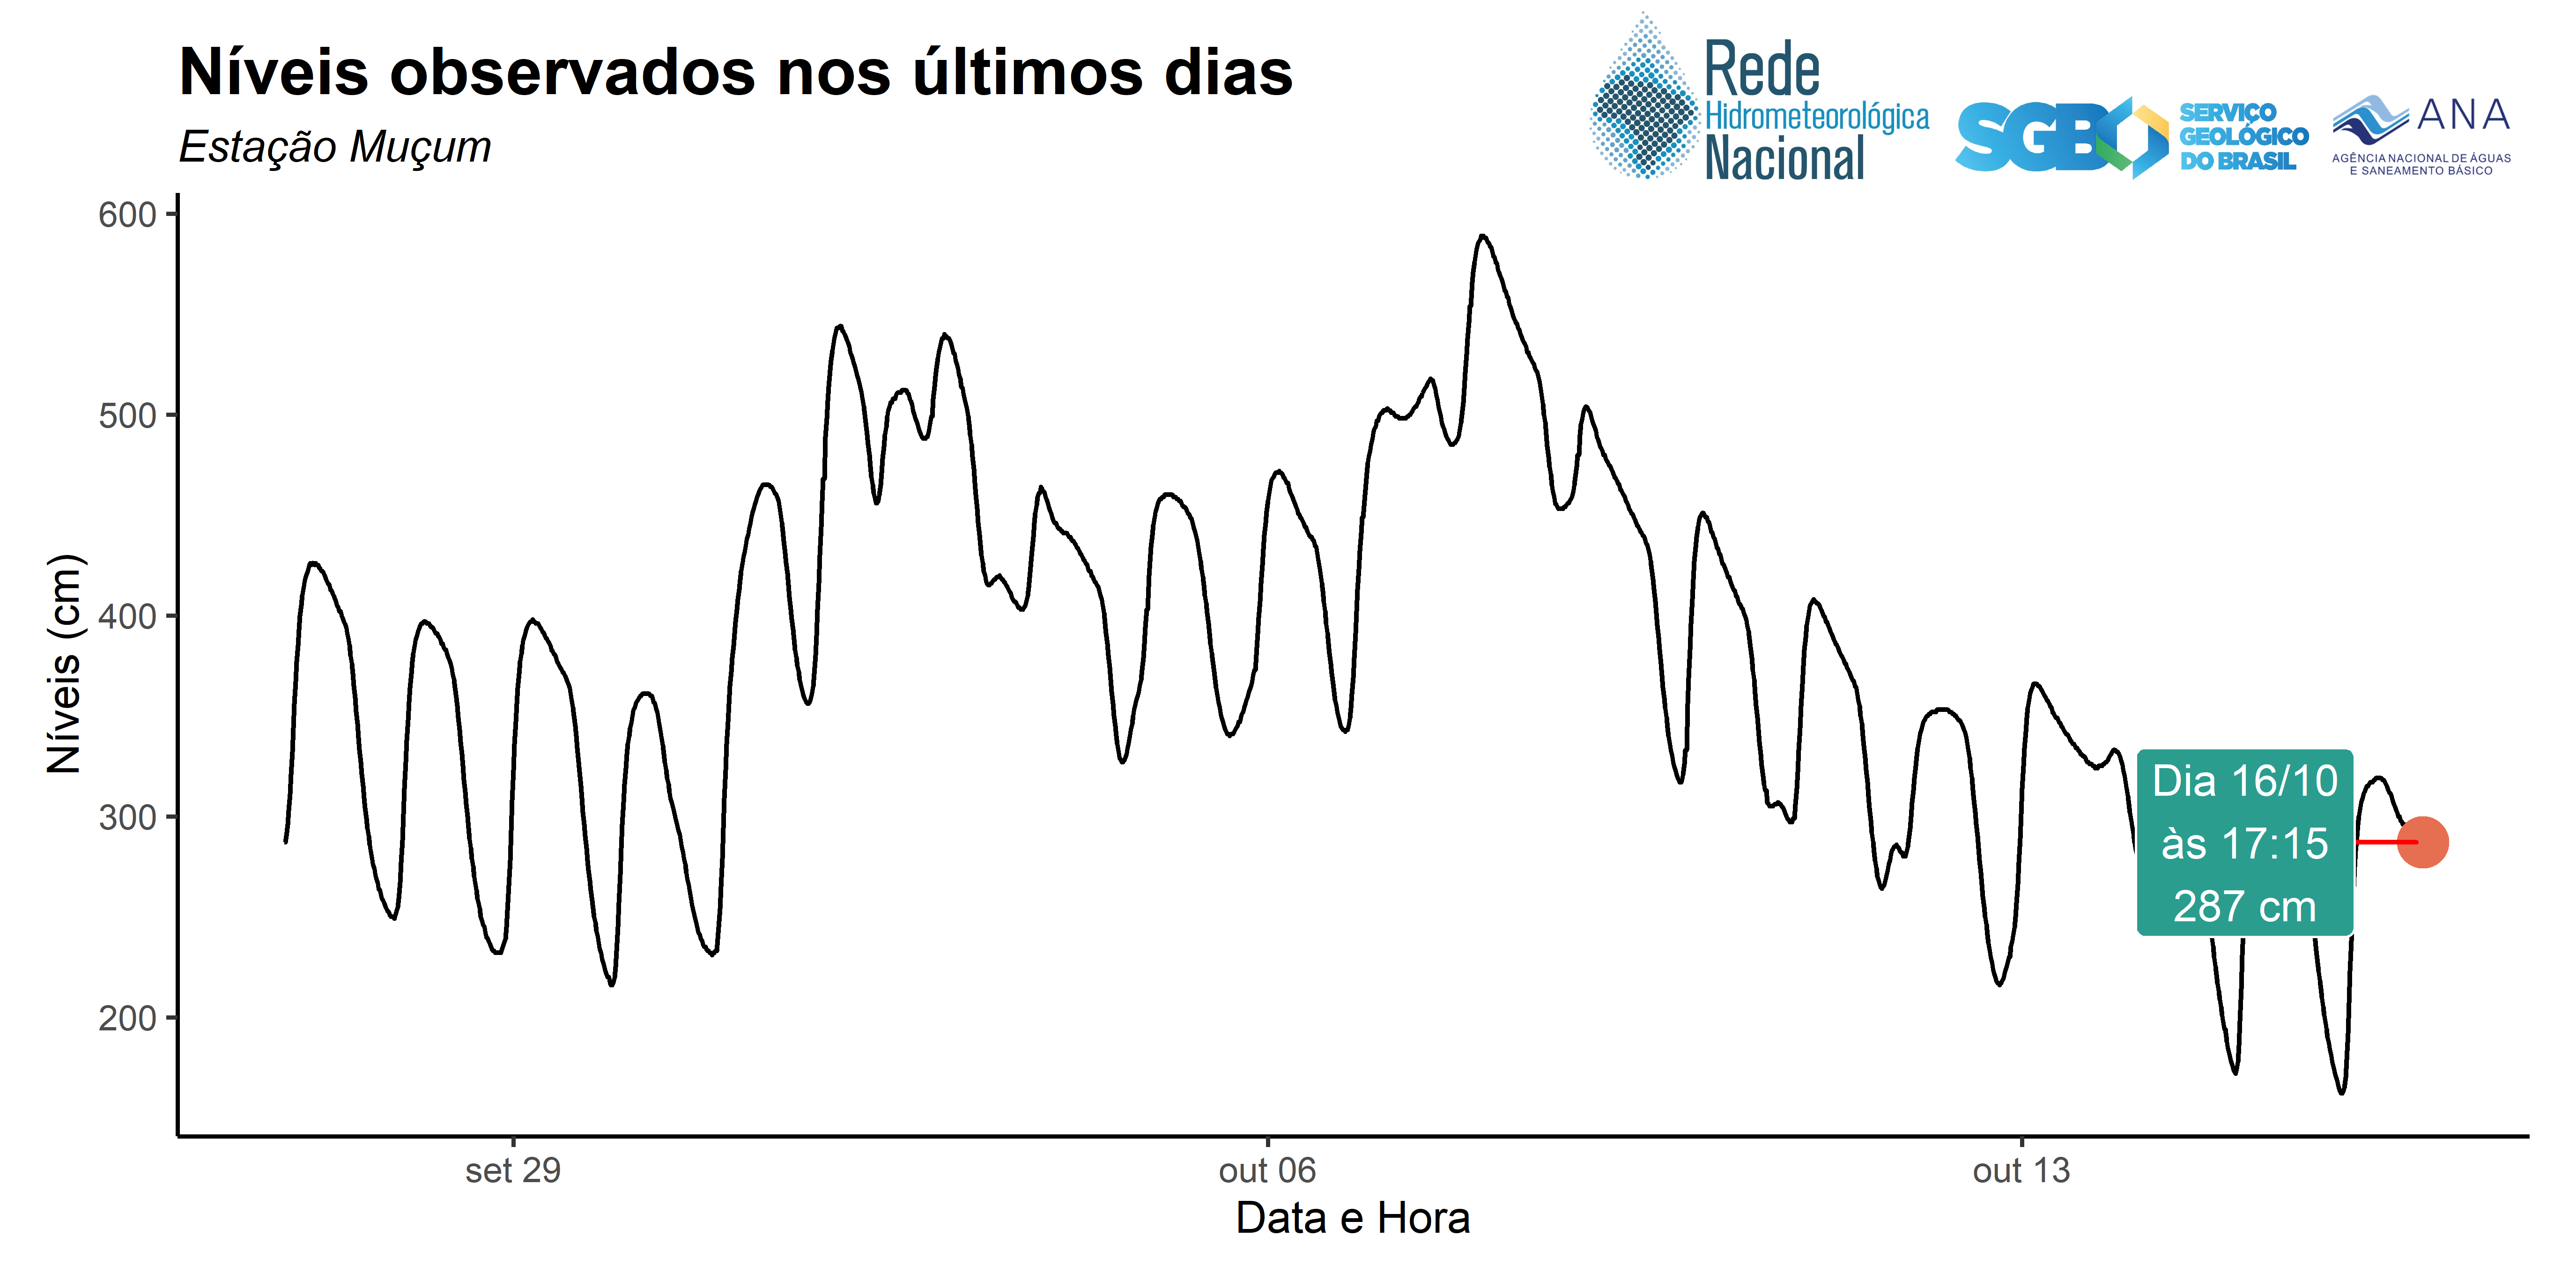 Níveis observados nos últimos dias
Estação Muçum
Rede
Hidrometeorológica
Nacional
SGB
SERVIÇO
GEOLÓGICO
DO BRASIL
ANA
AGÊNCIA NACIONAL DE ÁGUAS
E SANEAMENTO BÁSICO
600
500
400
300
200
Níveis (cm)
Dia 16/10
às 17:15
287 cm
set 29
out 06
out 13
Data e Hora